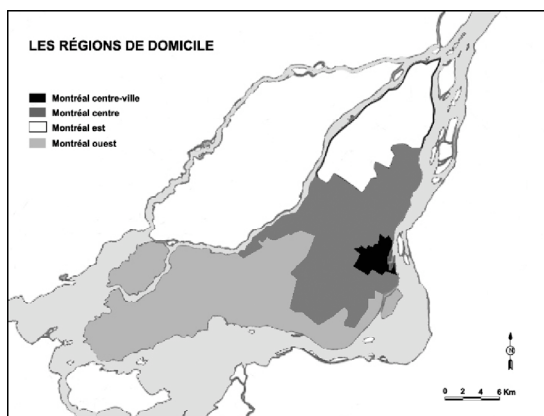 LES RÉGIONS DE DOMICILE
Montréal centre-ville
Montréal centre
Montréal est
Montréal ouest
N
0 2 4 6 Km